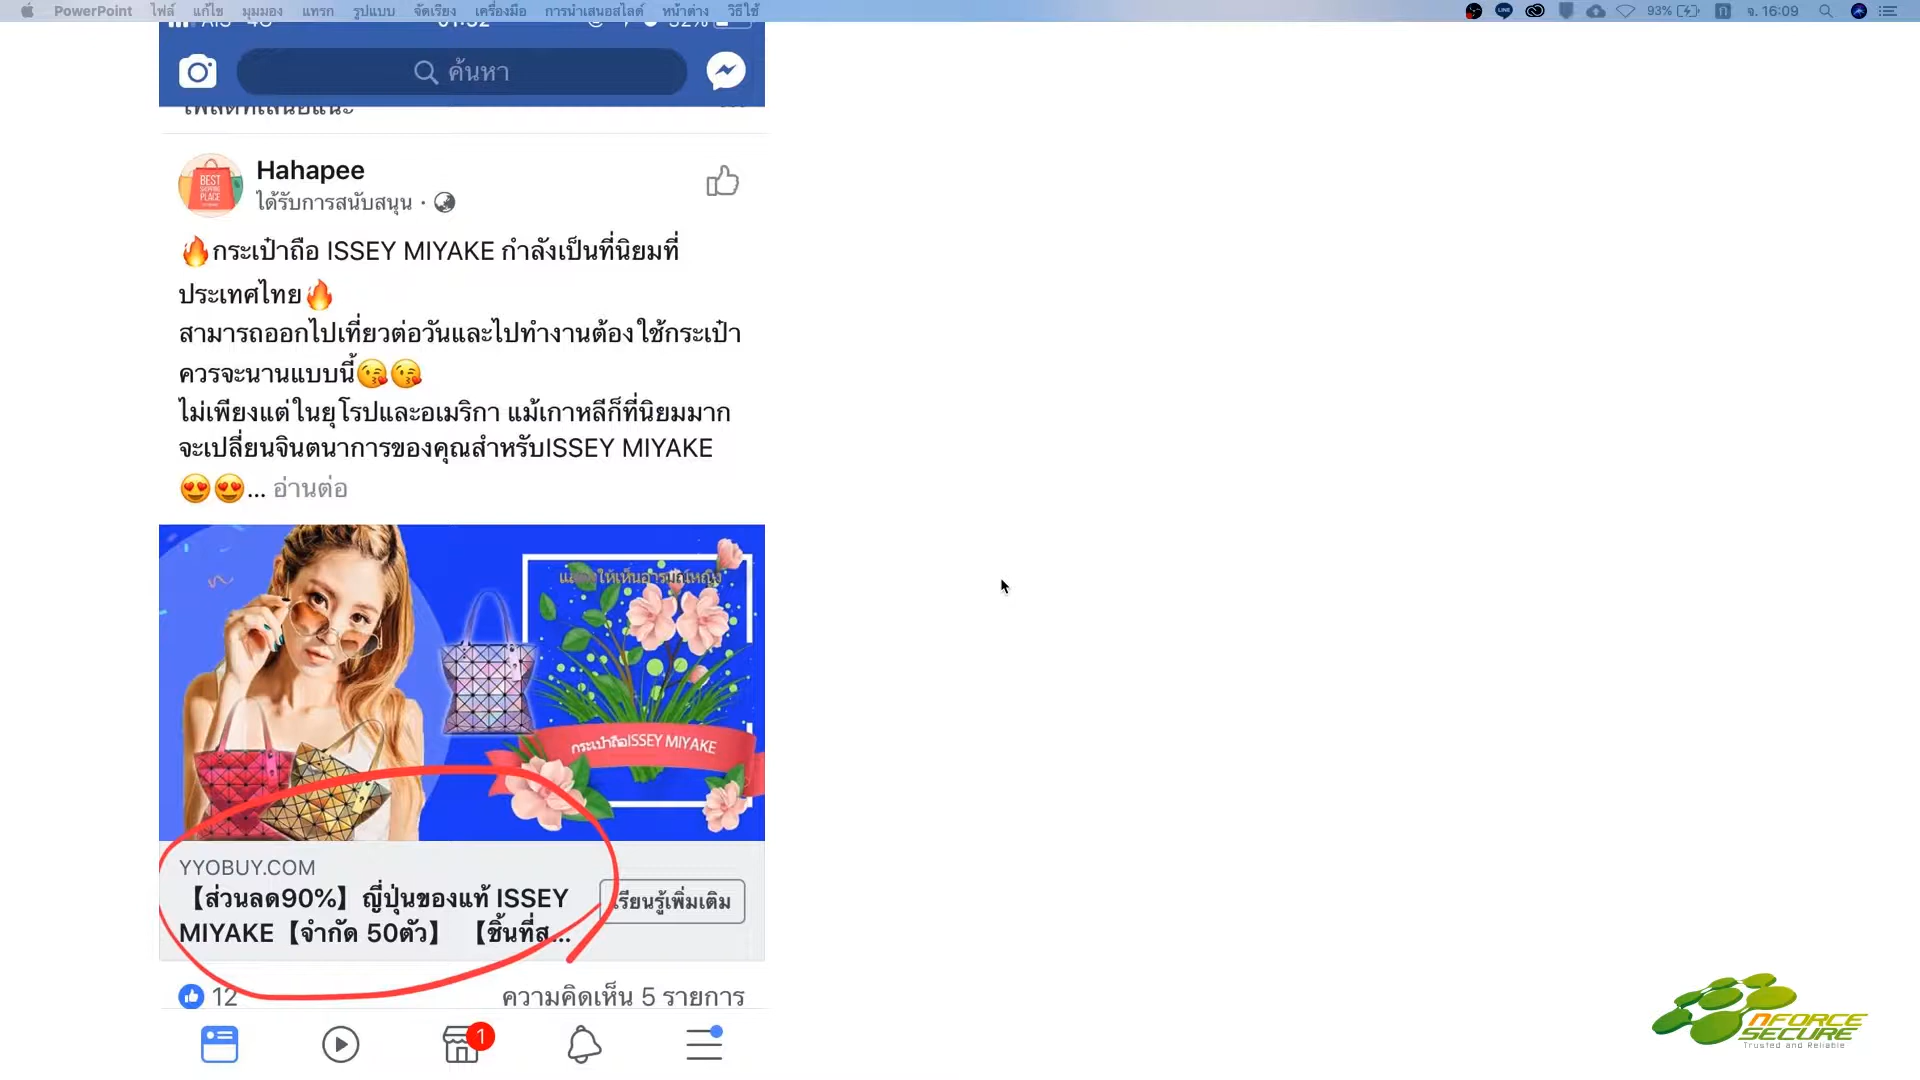 PowerPoint ไฟล์ แก้ไข มุมมอง แทรก รูปแบบ จัดเรียง เครื่องมือ การนำเสนอสไลด์ หน้าต่าง วิธีใช้
93% ก จ. 16:09
ค้นหา
Hahapee
ได้รับการสนับสนุน ·
BEST
SHOPPING
PLACE
🔥กระเป๋าถือ ISSEY MIYAKE กำลังเป็นที่นิยมที่
ประเทศไทย🔥
สามารถออกไปเที่ยวต่อวันและไปทำงานต้องใช้กระเป๋า
ควรจะนานแบบนี้😘😘
ไม่เพียงแต่ในยุโรปและอเมริกา แม้เกาหลีก็ที่นิยมมาก
จะเปลี่ยนจินตนาการของคุณสำหรับISSEY MIYAKE
😍😍... อ่านต่อ
กระเป๋าถือISSEY MIYAKE
YYOBUY.COM
【ส่วนลด90%】ญี่ปุ่นของแท้ ISSEY
MIYAKE【จำกัด 50ตัว】 【ชิ้นที่ส...
เรียนรู้เพิ่มเติม
12
ความคิดเห็น 5 รายการ
1
nFORCE
SECURE
Trusted and Reliable